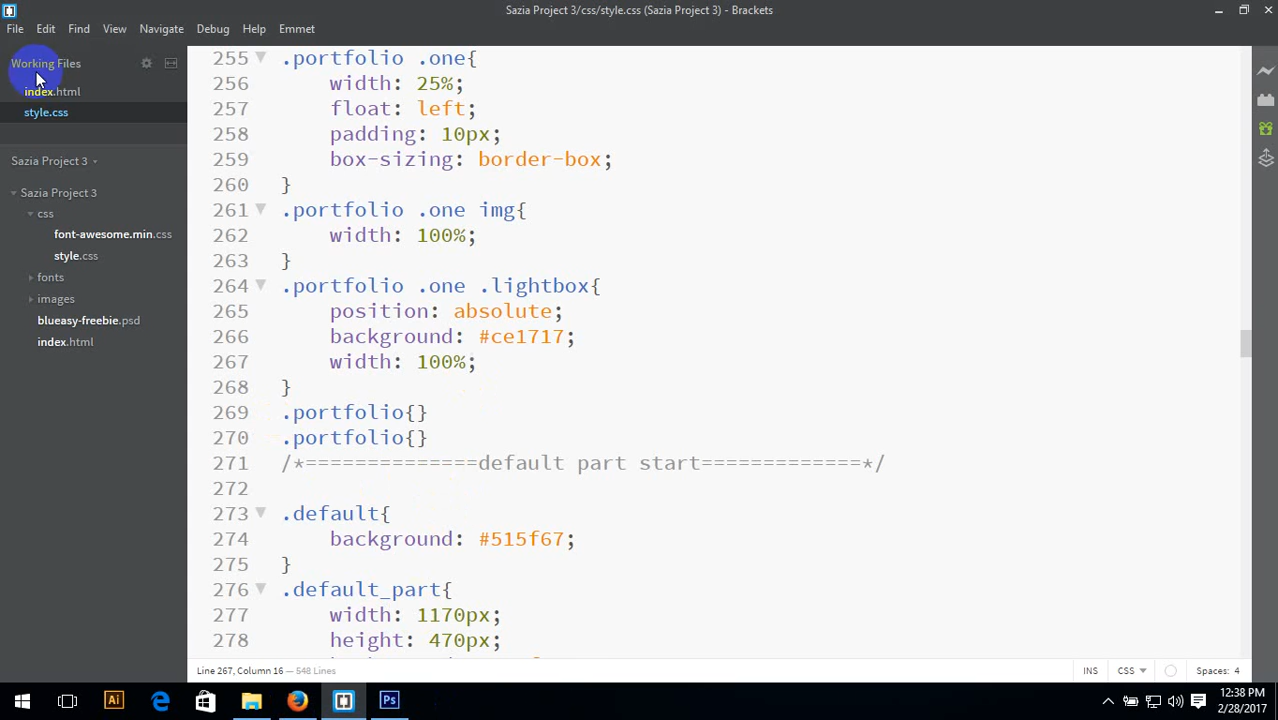 Sazia Project 3/css/style.css (Sazia Project 3) - Brackets
File Edit Find View Navigate Debug Help Emmet
Working Files
index.html
style.css
Sazia Project 3
Sazia Project 3
css
font-awesome.min.css
style.css
fonts
images
blueasy-freebie.psd
index.html
255 .portfolio .one{
256 width: 25%;
257 float: left;
258 padding: 10px;
259 box-sizing: border-box;
260 }
261 .portfolio .one img{
262 width: 100%;
263 }
264 .portfolio .one .lightbox{
265 position: absolute;
266 background: #ce1717;
267 width: 100%;
268 }
269 .portfolio{}
270 .portfolio{}
271 /*==============default part start=============*/
272
273 .default{
274 background: #515f67;
275 }
276 .default_part{
277 width: 1170px;
278 height: 470px;
Line 267, Column 16 — 548 Lines
INS CSS Spaces: 4
Ai Ps
12:38 PM
2/28/2017